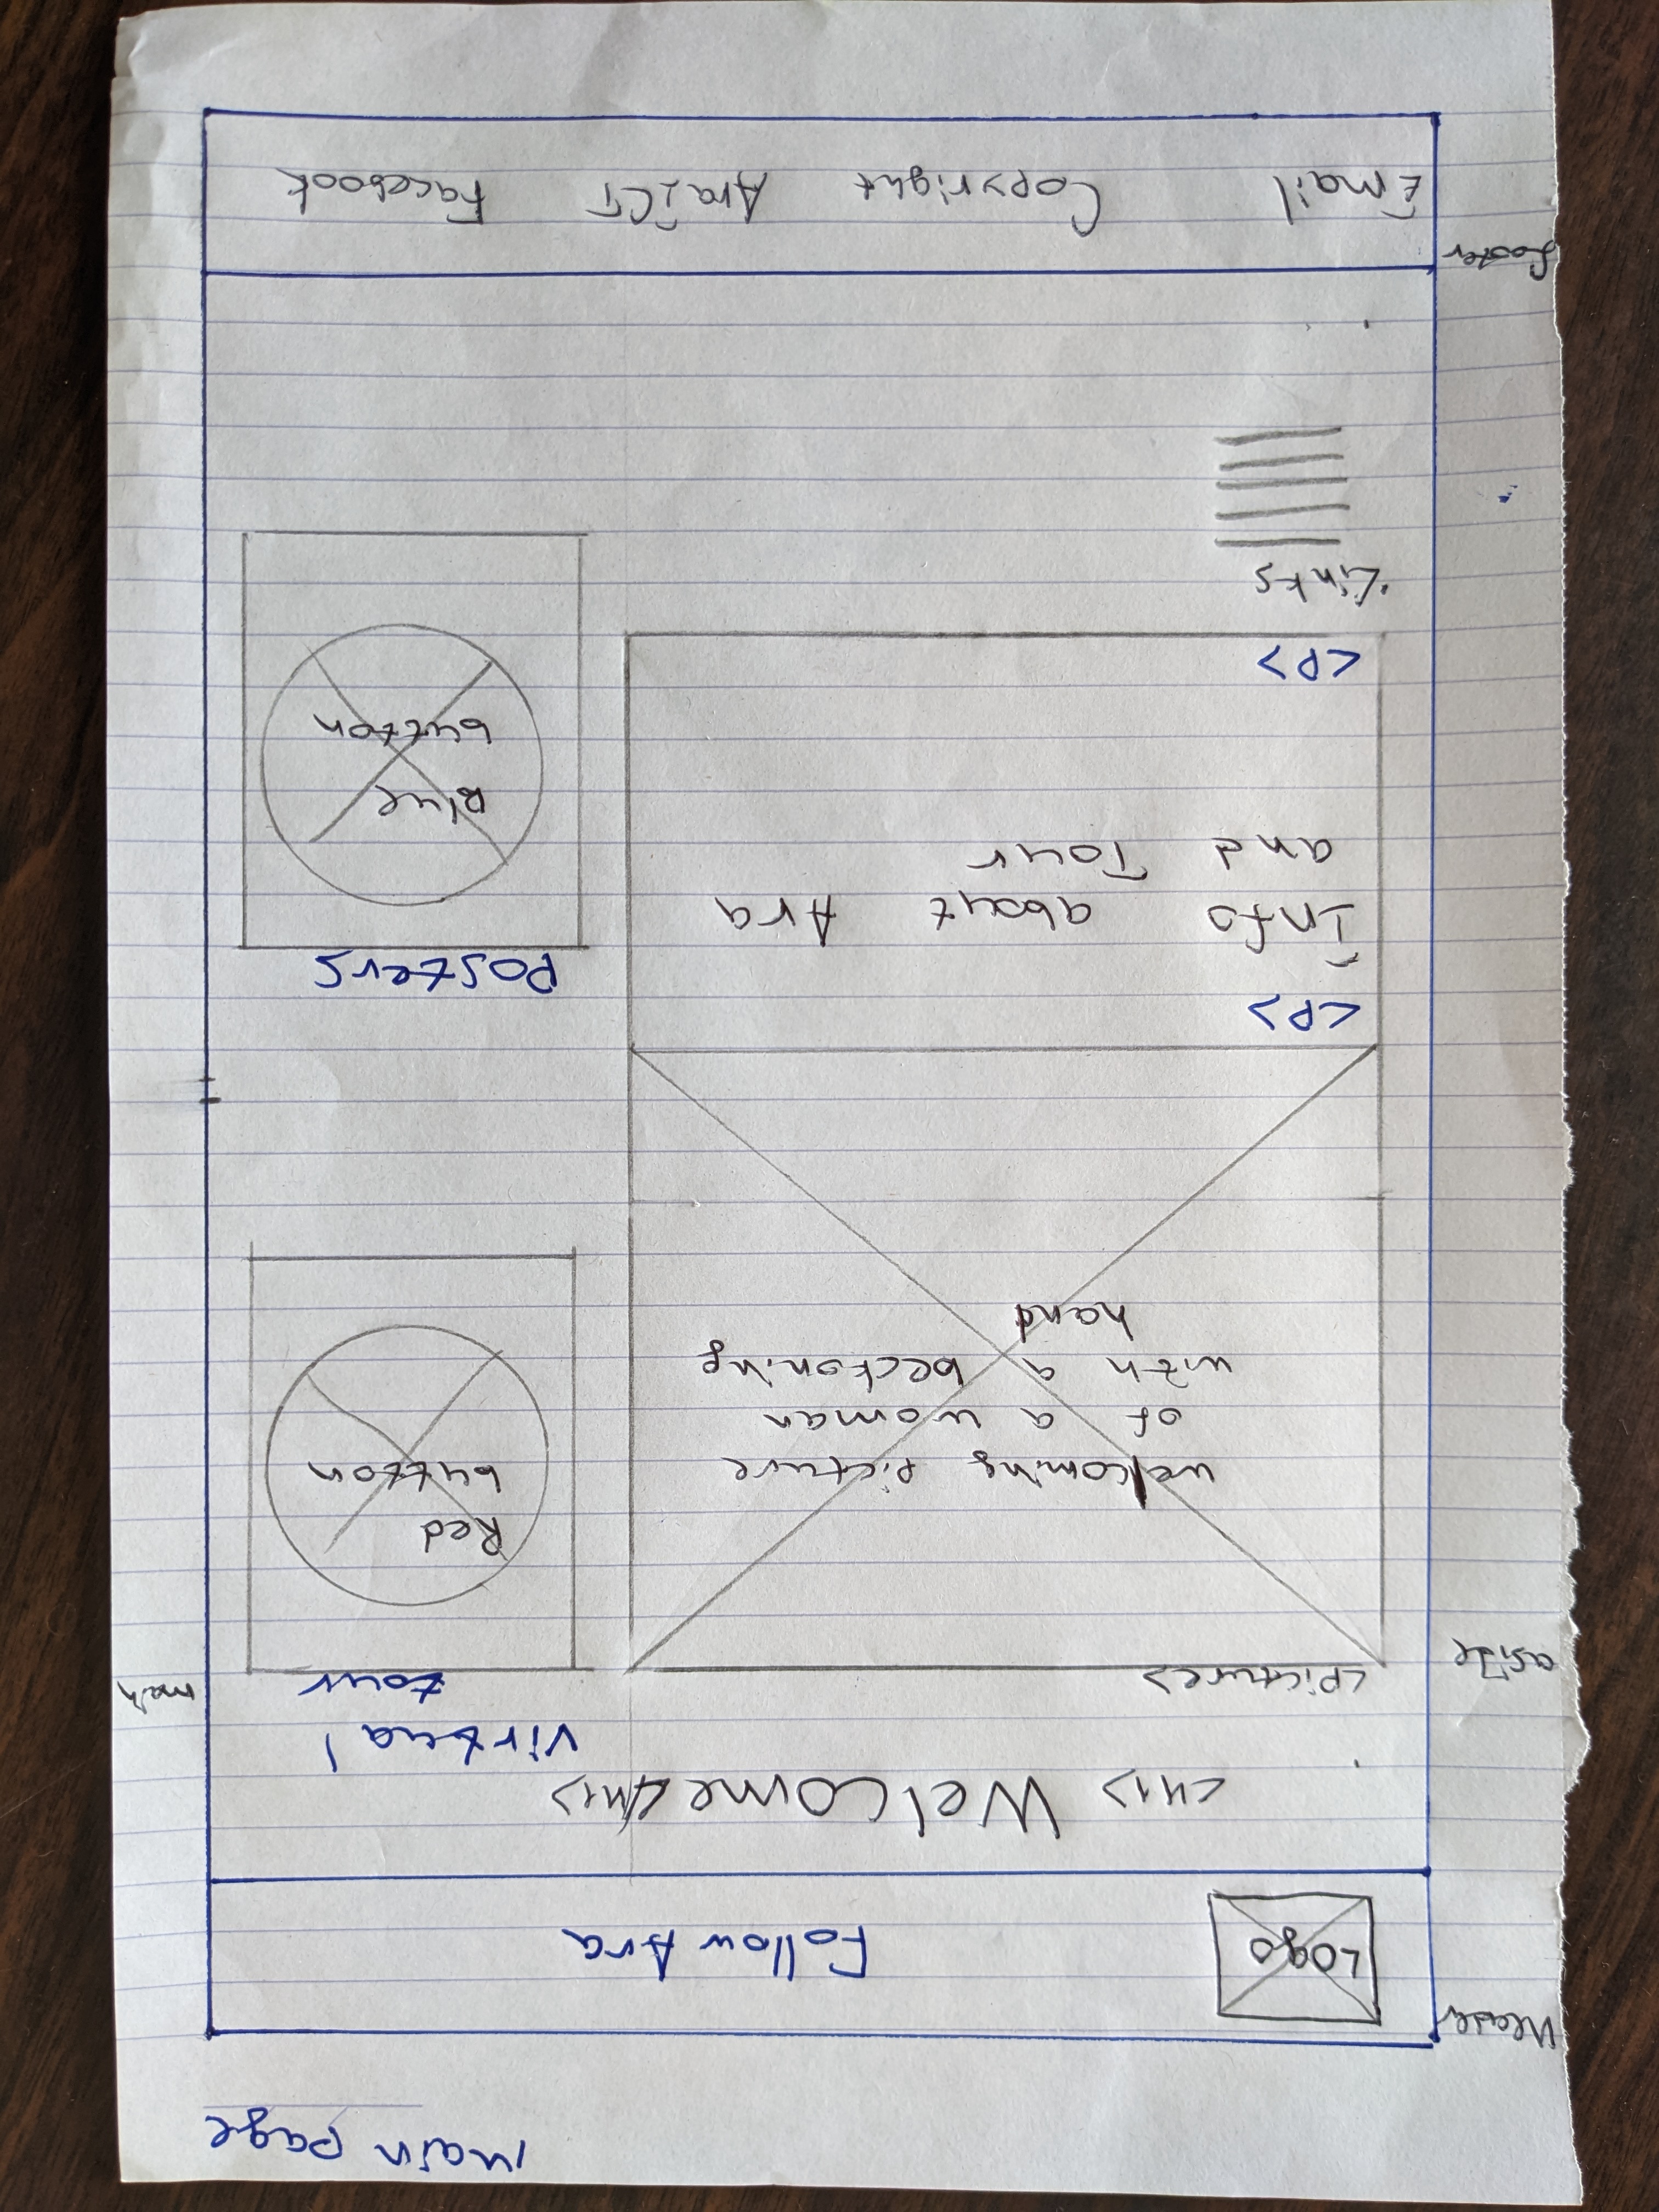 Main page
Header
Logo
Follow Ara
<H1> Welcome </H1>
Virtual
tour
main
aside
<Picture>
welcoming picture
of a woman
with a beckoning
hand
Red
button
<P>
Info about Ara
and Tour
<P>
Posters
Blue
button
Links
footer
Email Copyright AraICT Facebook